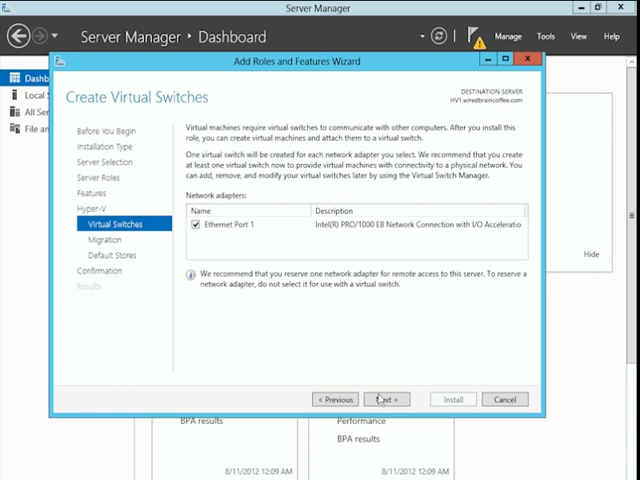 Server Manager
Server Manager • Dashboard
Manage Tools View Help
Dashb
Local S
All Ser
File an
Add Roles and Features Wizard
Create Virtual Switches
DESTINATION SERVER
HV1.wiredbraincoffee.com
Before You Begin
Installation Type
Server Selection
Server Roles
Features
Hyper-V
Virtual Switches
Migration
Default Stores
Confirmation
Results
Virtual machines require virtual switches to communicate with other computers. After you install this
role, you can create virtual machines and attach them to a virtual switch.
One virtual switch will be created for each network adapter you select. We recommend that you create
at least one virtual switch now to provide virtual machines with connectivity to a physical network. You
can add, remove, and modify your virtual switches later by using the Virtual Switch Manager.
Network adapters:
Name Description
Ethernet Port 1 Intel(R) PRO/1000 EB Network Connection with I/O Acceleratio
We recommend that you reserve one network adapter for remote access to this server. To reserve a
network adapter, do not select it for use with a virtual switch.
Hide
< Previous Next > Install Cancel
BPA results
Performance
BPA results
8/11/2012 12:09 AM
8/11/2012 12:09 AM